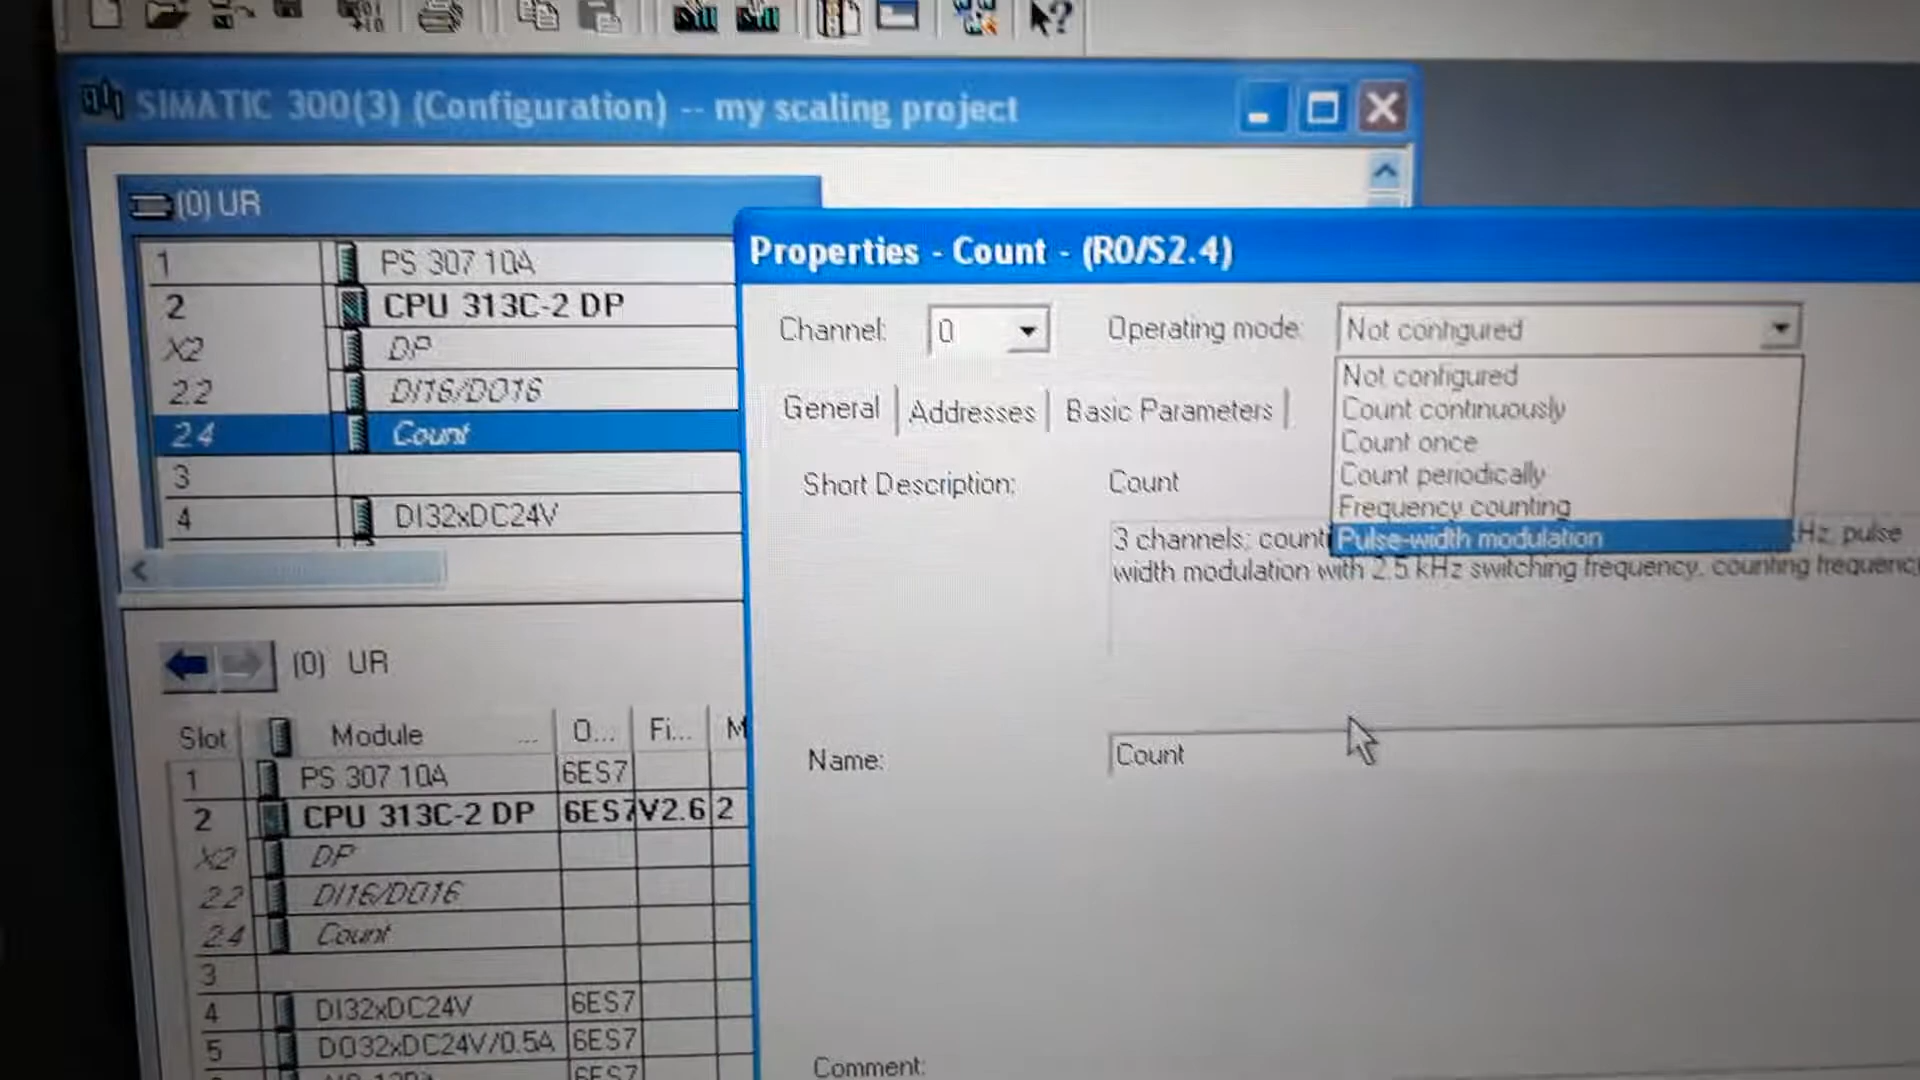 SIMATIC 300(3) (Configuration) -- my scaling project
(0) UR
1 PS 307 10A
2 CPU 313C-2 DP
X2 DP
2.2 DI16/DO16
2.4 Count
3
4 DI32xDC24V
(0) UR
Slot Module ... O... Fi... M
1 PS 307 10A 6ES7
2 CPU 313C-2 DP 6ES7 V2.6 2
X2 DP
2.2 DI16/DO16
2.4 Count
3
4 DI32xDC24V 6ES7
5 DO32xDC24V/0.5A 6ES7
6ES7
Properties - Count - (R0/S2.4)
Channel: 0 Operating mode: Not configured
Not configured
Count continuously
Count once
Count periodically
Frequency counting
Pulse-width modulation
General Addresses Basic Parameters
Short Description: Count
3 channels: counti Hz, pulse
width modulation with 2.5 kHz switching frequency, counting frequenc
Name: Count
Comment: